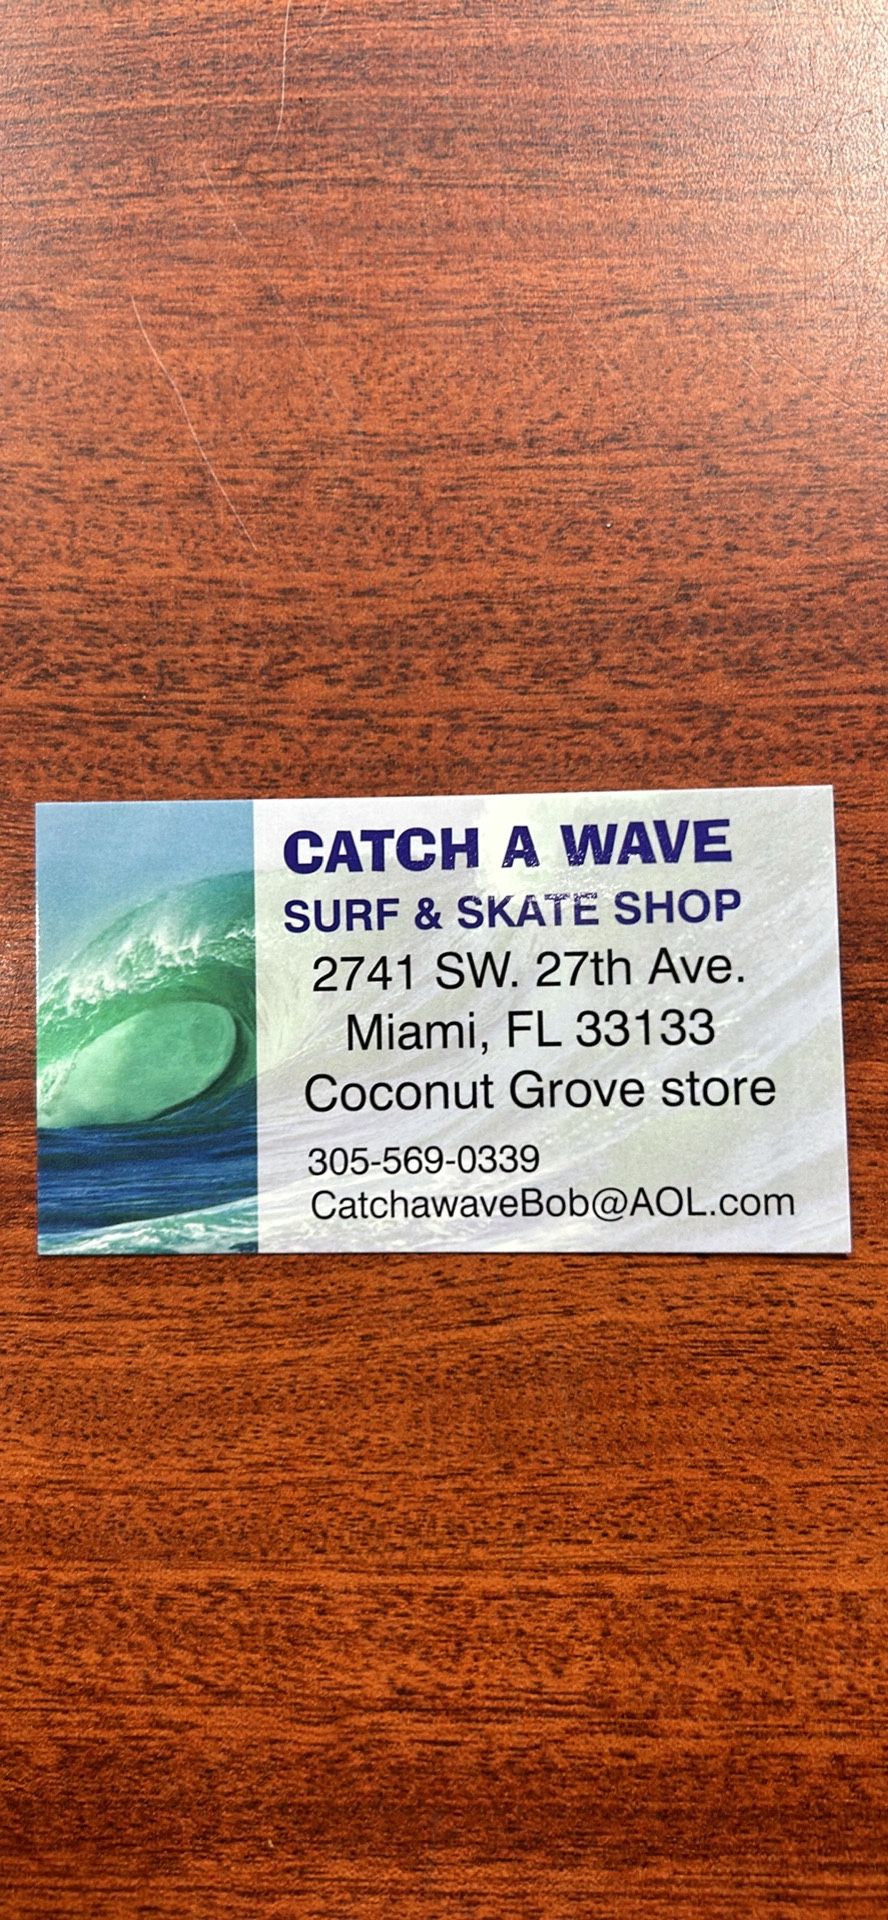 CATCH A WAVE
SURF & SKATE SHOP
2741 SW. 27th Ave.
Miami, FL 33133
Coconut Grove store
305-569-0339
CatchawaveBob@AOL.com